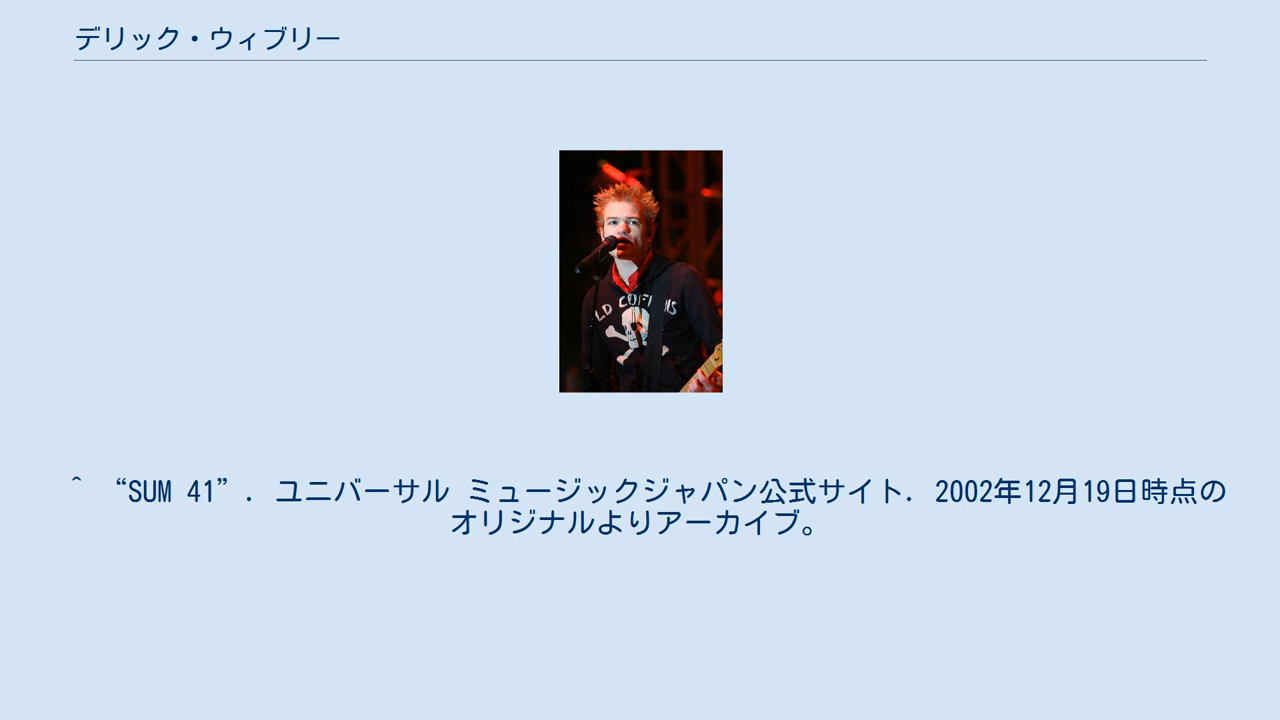 デリック・ウィブリー
LD COFF NS
^ “SUM 41”. ユニバーサル ミュージックジャパン公式サイト. 2002年12月19日時点の
オリジナルよりアーカイブ。